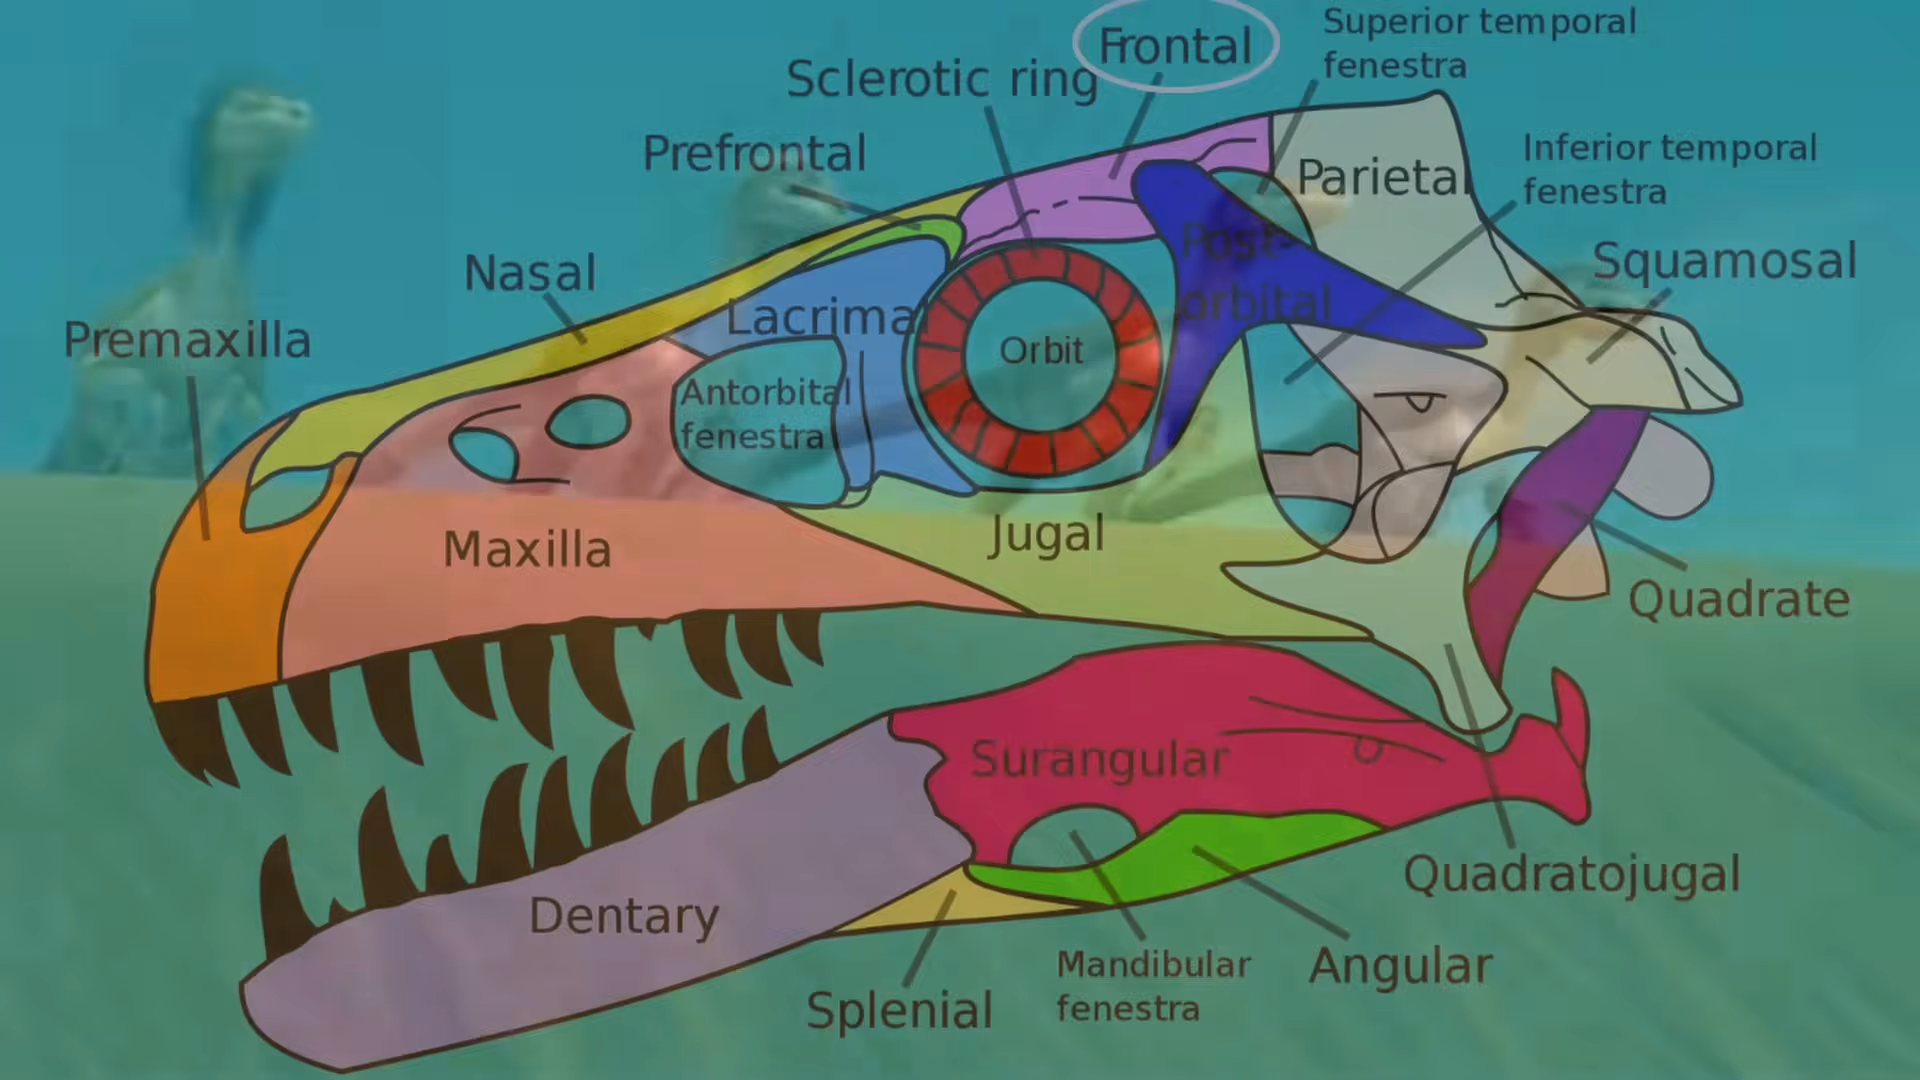 Frontal
Superior temporal
fenestra
Sclerotic ring
Prefrontal
Inferior temporal
fenestra
Parietal
Post-
orbital
Squamosal
Nasal
Lacrimal
Premaxilla
Orbit
Antorbital
fenestra
Maxilla
Jugal
Quadrate
Surangular
Quadratojugal
Dentary
Splenial
Mandibular
fenestra
Angular